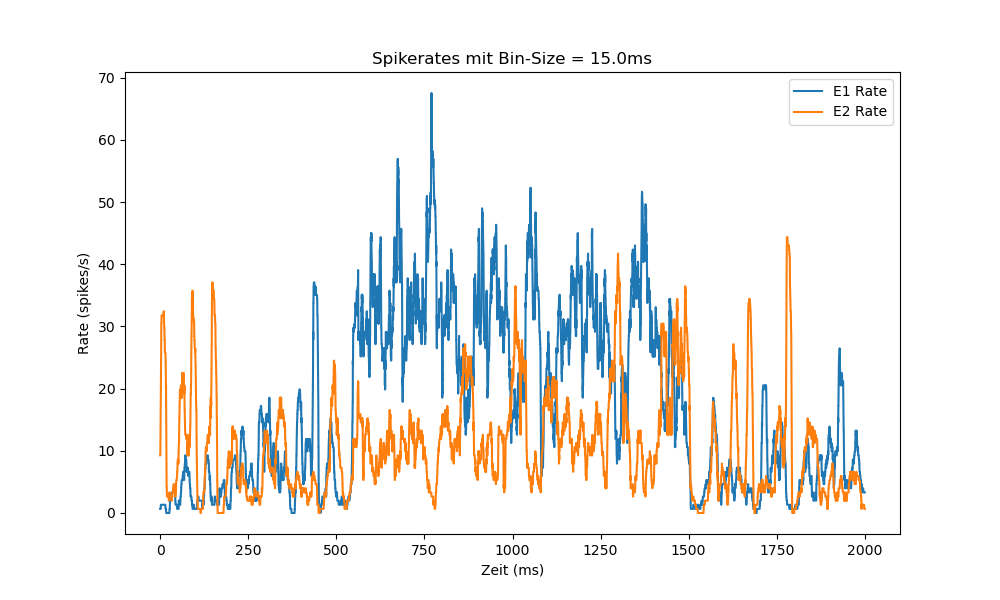 Spikerates mit Bin-Size = 15.0ms
E1 Rate
E2 Rate
70
60
50
40
30
20
10
0
Rate (spikes/s)
0 250 500 750 1000 1250 1500 1750 2000
Zeit (ms)